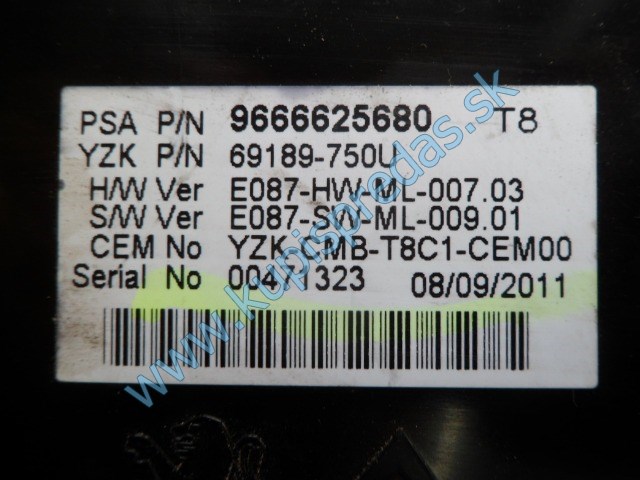 PSA P/N 9666625680 T8
YZK P/N 69189-750U
H/W Ver E087-HW-ML-007.03
S/W Ver E087-SW-ML-009.01
CEM No YZK-CMB-T8C1-CEM00
Serial No 00471323 08/09/2011
www.kupispredas.sk